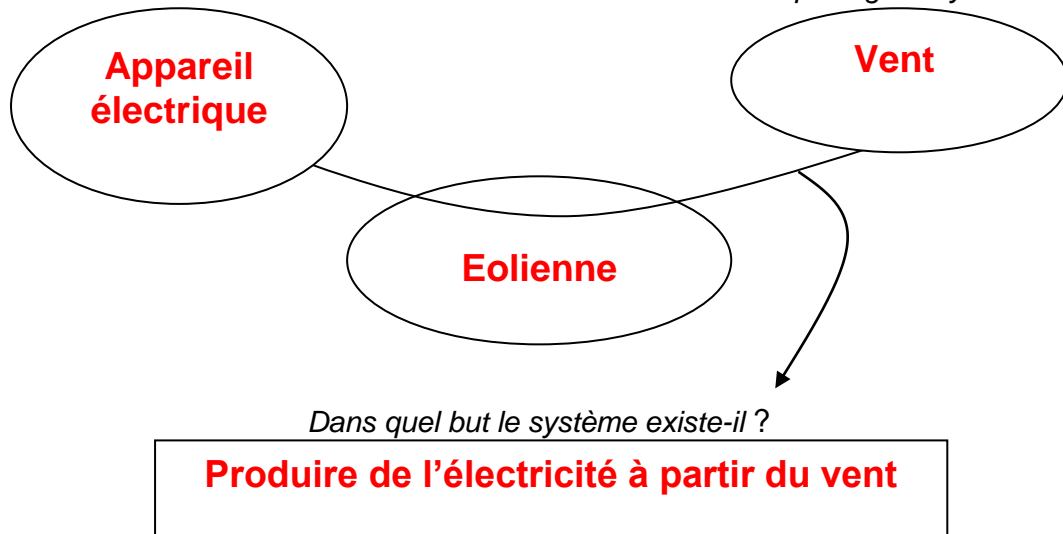 Appareil
électrique
Vent
Eolienne
Dans quel but le système existe-il ?
Produire de l’électricité à partir du vent